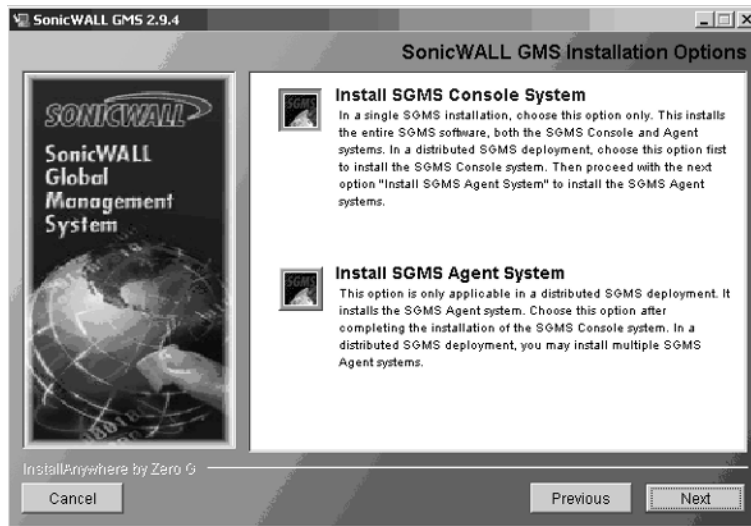 SonicWALL GMS 2.9.4
SonicWALL GMS Installation Options
SONICWALL
SonicWALL
Global
Management
System
Install SGMS Console System
In a single SGMS installation, choose this option only. This installs
the entire SGMS software, both the SGMS Console and Agent
systems. In a distributed SGMS deployment, choose this option first
to install the SGMS Console system. Then proceed with the next
option "Install SGMS Agent System" to install the SGMS Agent
systems.
SGMS
Install SGMS Agent System
This option is only applicable in a distributed SGMS deployment. It
installs the SGMS Agent system. Choose this option after
completing the installation of the SGMS Console system. In a
distributed SGMS deployment, you may install multiple SGMS
Agent systems.
SGMS
InstallAnywhere by Zero G
Cancel
Previous
Next